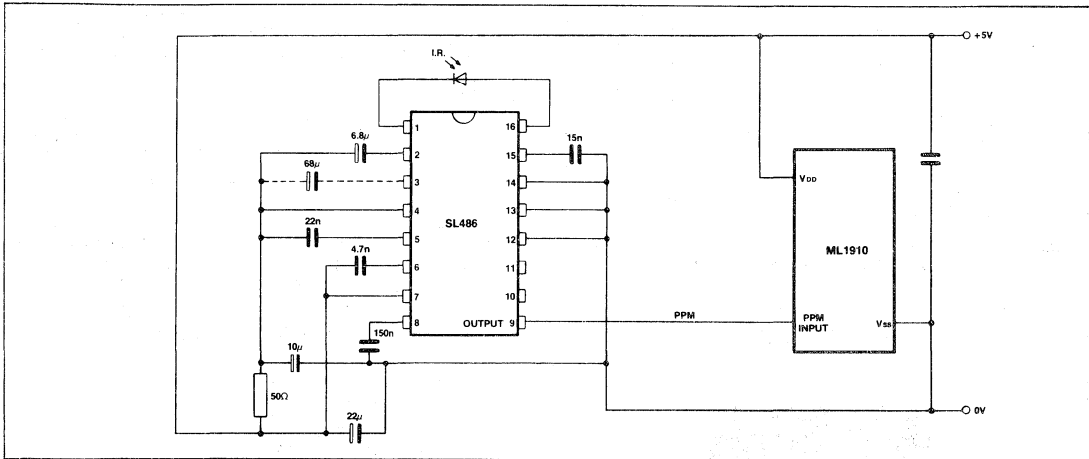 +5V
I.R.
1
16
6.8μ
2
15
15n
68μ
3
14
VDD
4
13
SL486
ML1910
22n
5
12
4.7n
6
11
7
10
8
OUTPUT 9
PPM
PPM INPUT
VSS
150n
10μ
50Ω
22μ
0V